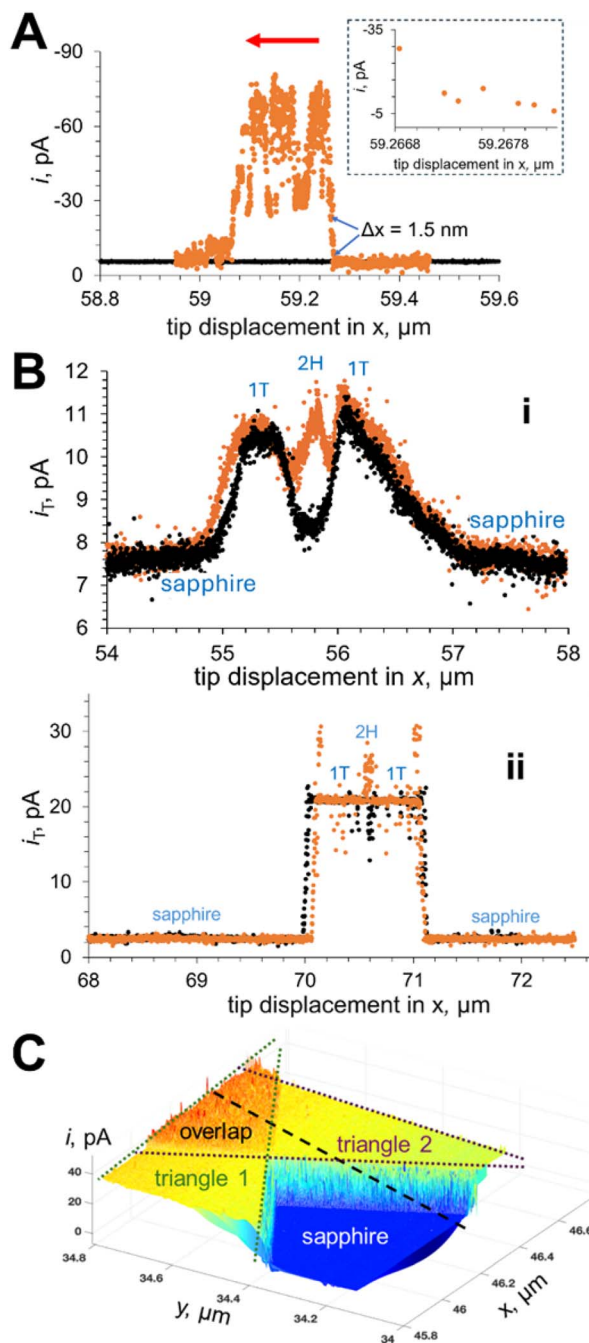 A
-90
-60
-30
0
i, pA
58.8 59 59.2 59.4 59.6
tip displacement in x, µm
Δx = 1.5 nm
-35
-5
i, pA
59.2668 59.2678
tip displacement in x, µm
B
i
12
11
10
9
8
7
6
iT, pA
1T 2H 1T
sapphire
sapphire
54 55 56 57 58
tip displacement in x, µm
ii
30
20
10
0
iT, pA
2H
1T 1T
sapphire sapphire
68 69 70 71 72
tip displacement in x, µm
C
i, pA
40
20
0
overlap
triangle 2
triangle 1
sapphire
34.8
34.6
34.4
34.2
34
y, µm
45.8
46
46.2
46.4
46.6
x, µm